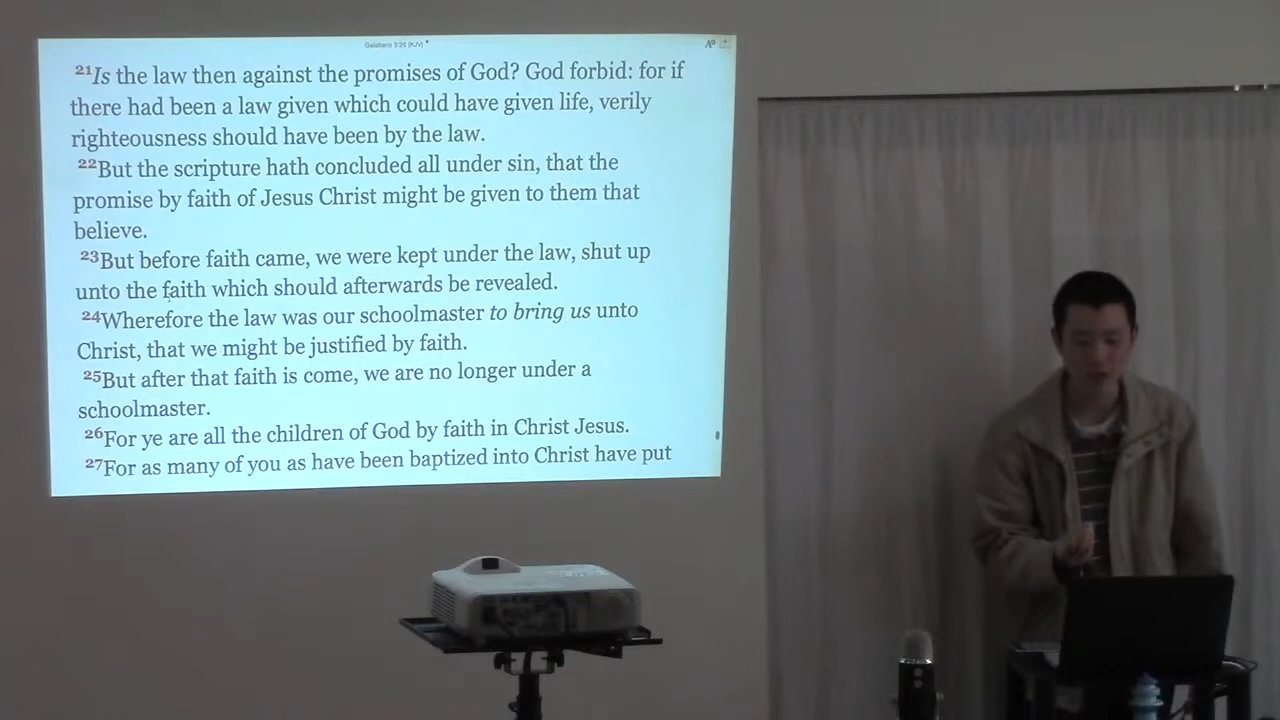 Galatians 3:20 (KJV)
21Is the law then against the promises of God? God forbid: for if
there had been a law given which could have given life, verily
righteousness should have been by the law.
22But the scripture hath concluded all under sin, that the
promise by faith of Jesus Christ might be given to them that
believe.
23But before faith came, we were kept under the law, shut up
unto the faith which should afterwards be revealed.
24Wherefore the law was our schoolmaster to bring us unto
Christ, that we might be justified by faith.
25But after that faith is come, we are no longer under a
schoolmaster.
26For ye are all the children of God by faith in Christ Jesus.
27For as many of you as have been baptized into Christ have put